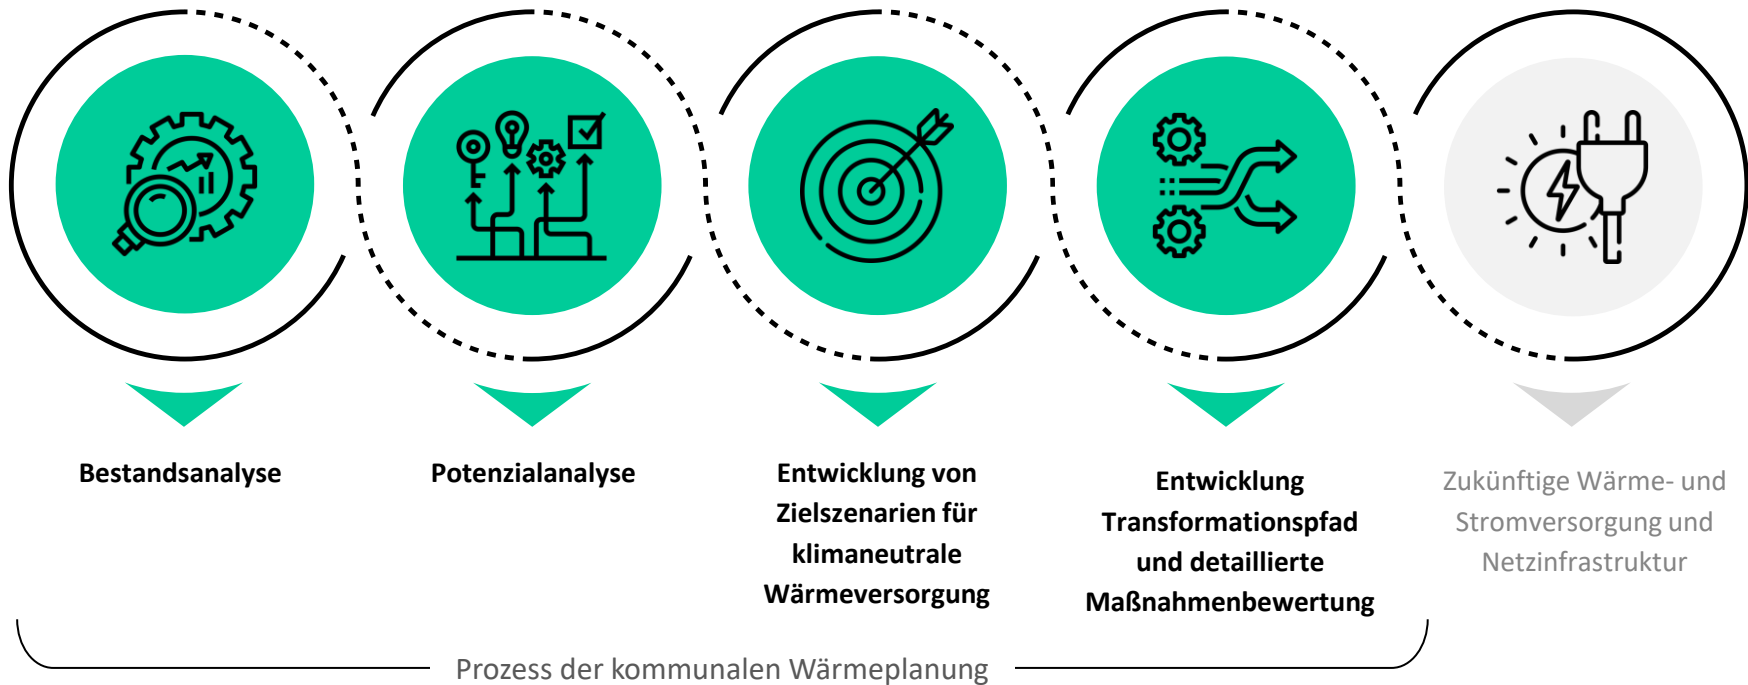 Bestandsanalyse
Potenzialanalyse
Entwicklung von
Zielszenarien für
klimaneutrale
Wärmeversorgung
Entwicklung
Transformationspfad
und detaillierte
Maßnahmenbewertung
Zukünftige Wärme- und
Stromversorgung und
Netzinfrastruktur
Prozess der kommunalen Wärmeplanung